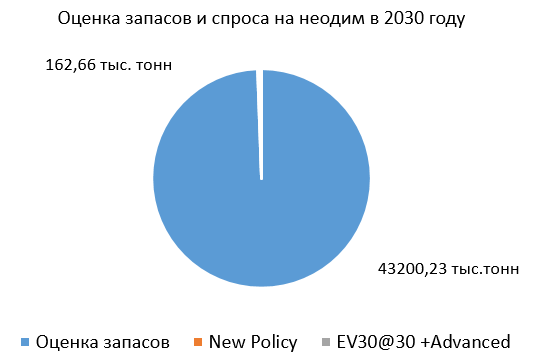 Оценка запасов и спроса на неодим в 2030 году
162,66 тыс. тонн
43200,23 тыс.тонн
Оценка запасов
New Policy
EV30@30 +Advanced